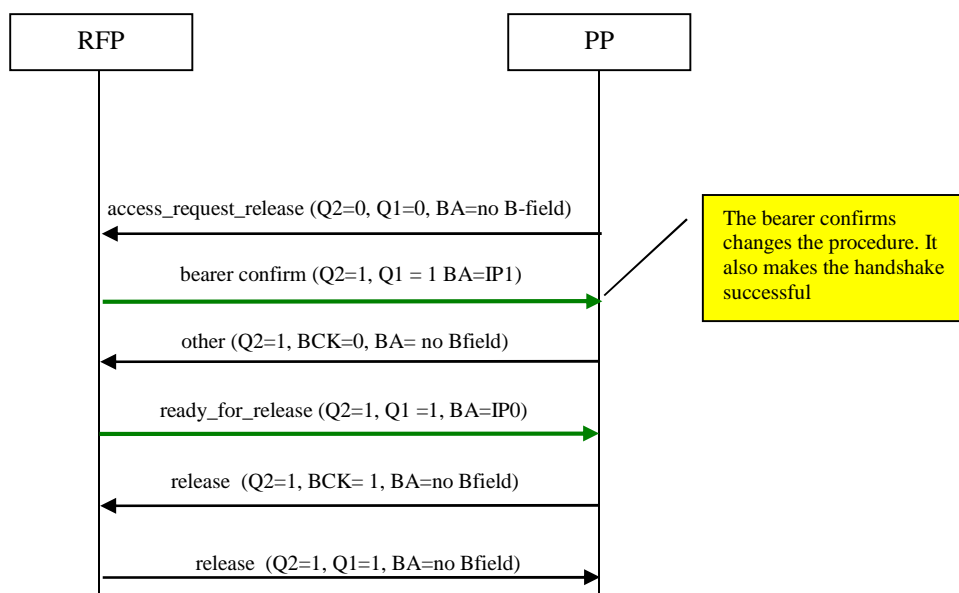 RFP
PP
access_request_release (Q2=0, Q1=0, BA=no B-field)
bearer confirm (Q2=1, Q1 = 1 BA=IP1)
The bearer confirms
changes the procedure. It
also makes the handshake
successful
other (Q2=1, BCK=0, BA= no Bfield)
ready_for_release (Q2=1, Q1 =1, BA=IP0)
release  (Q2=1, BCK= 1, BA=no Bfield)
release  (Q2=1, Q1=1, BA=no Bfield)